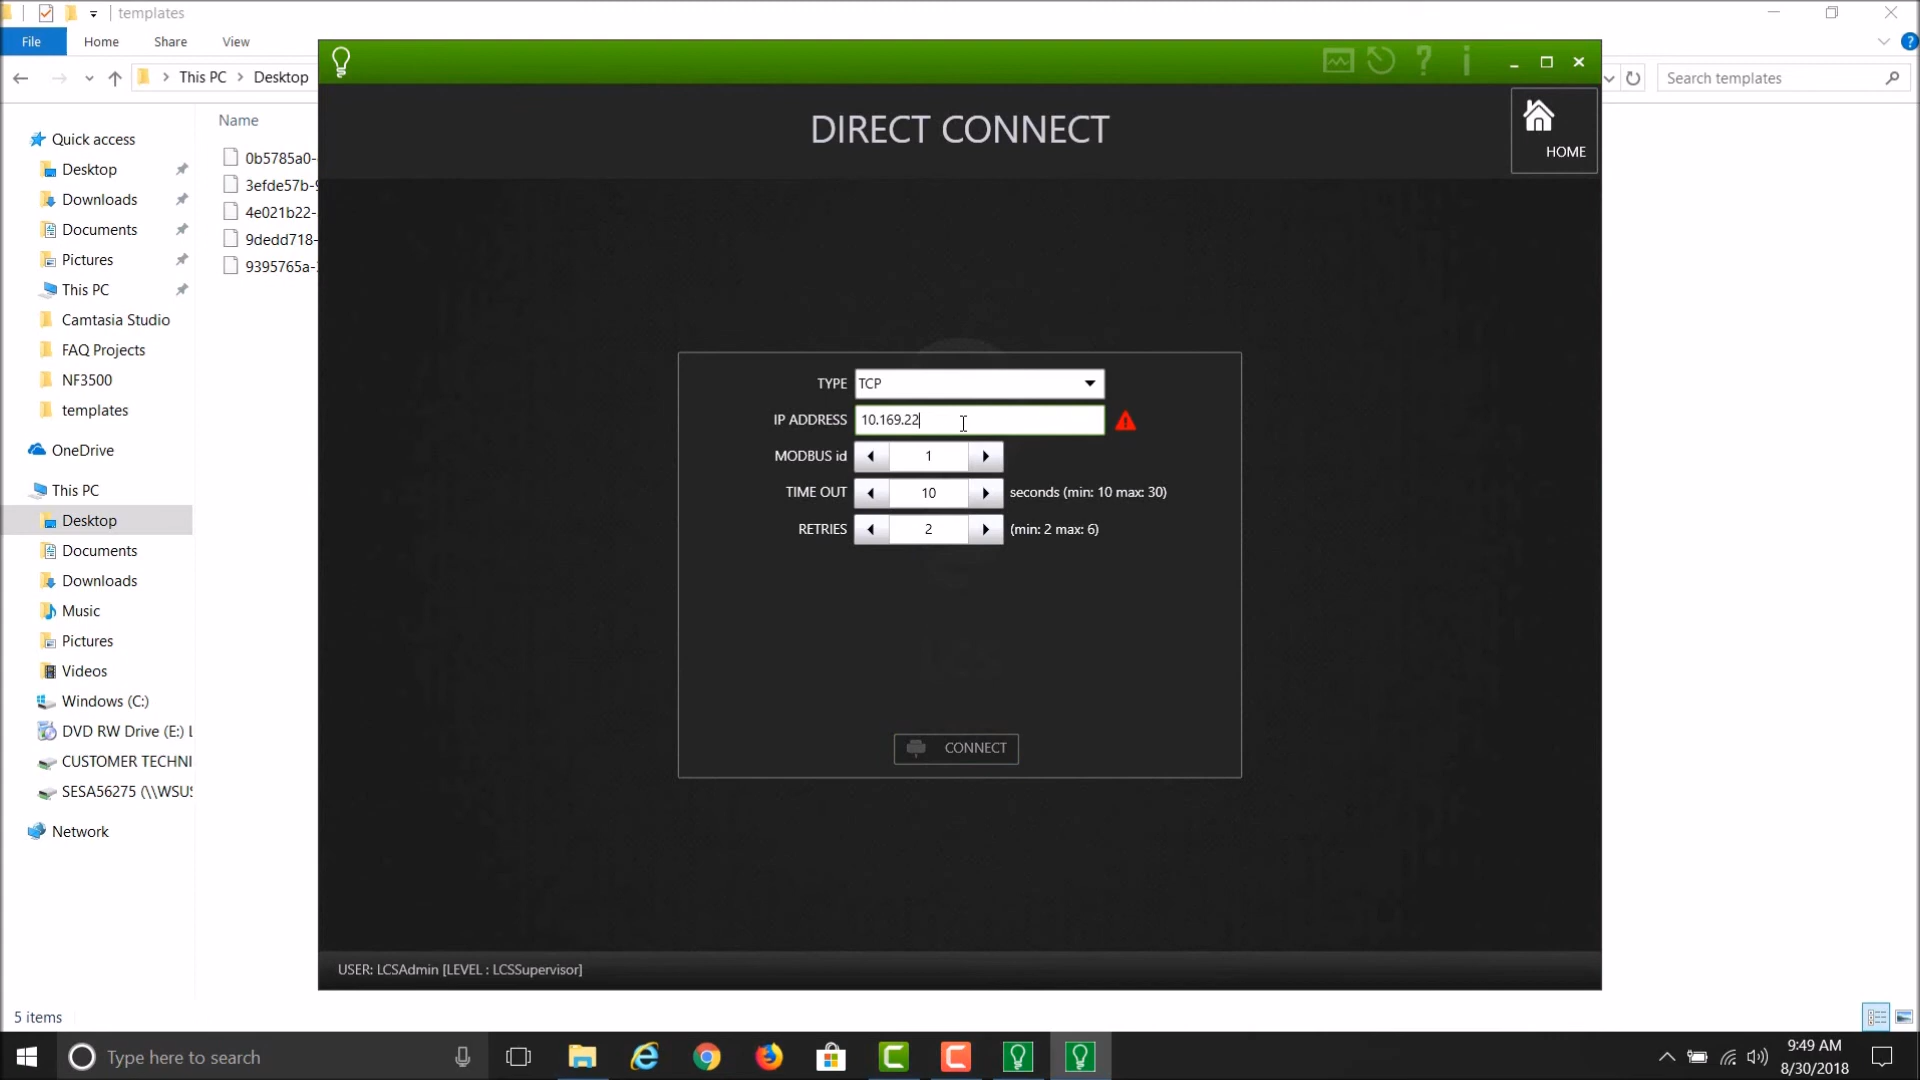 templates
File Home Share View
This PC Desktop
Search templates
Quick access
Desktop
Downloads
Documents
Pictures
This PC
Camtasia Studio
FAQ Projects
NF3500
templates
OneDrive
This PC
Desktop
Documents
Downloads
Music
Pictures
Videos
Windows (C:)
DVD RW Drive (E:) L
CUSTOMER TECHNI
SESA56275 (\\WSUS
Network
5 items
Name
0b5785a0-
3efde57b-9
4e021b22-
9dedd718-
9395765a-
DIRECT CONNECT
HOME
TYPE TCP
IP ADDRESS 10.169.22
MODBUS id 1
TIME OUT 10 seconds (min: 10 max: 30)
RETRIES 2 (min: 2 max: 6)
CONNECT
USER: LCSAdmin [LEVEL : LCSSupervisor]
Type here to search
9:49 AM
8/30/2018